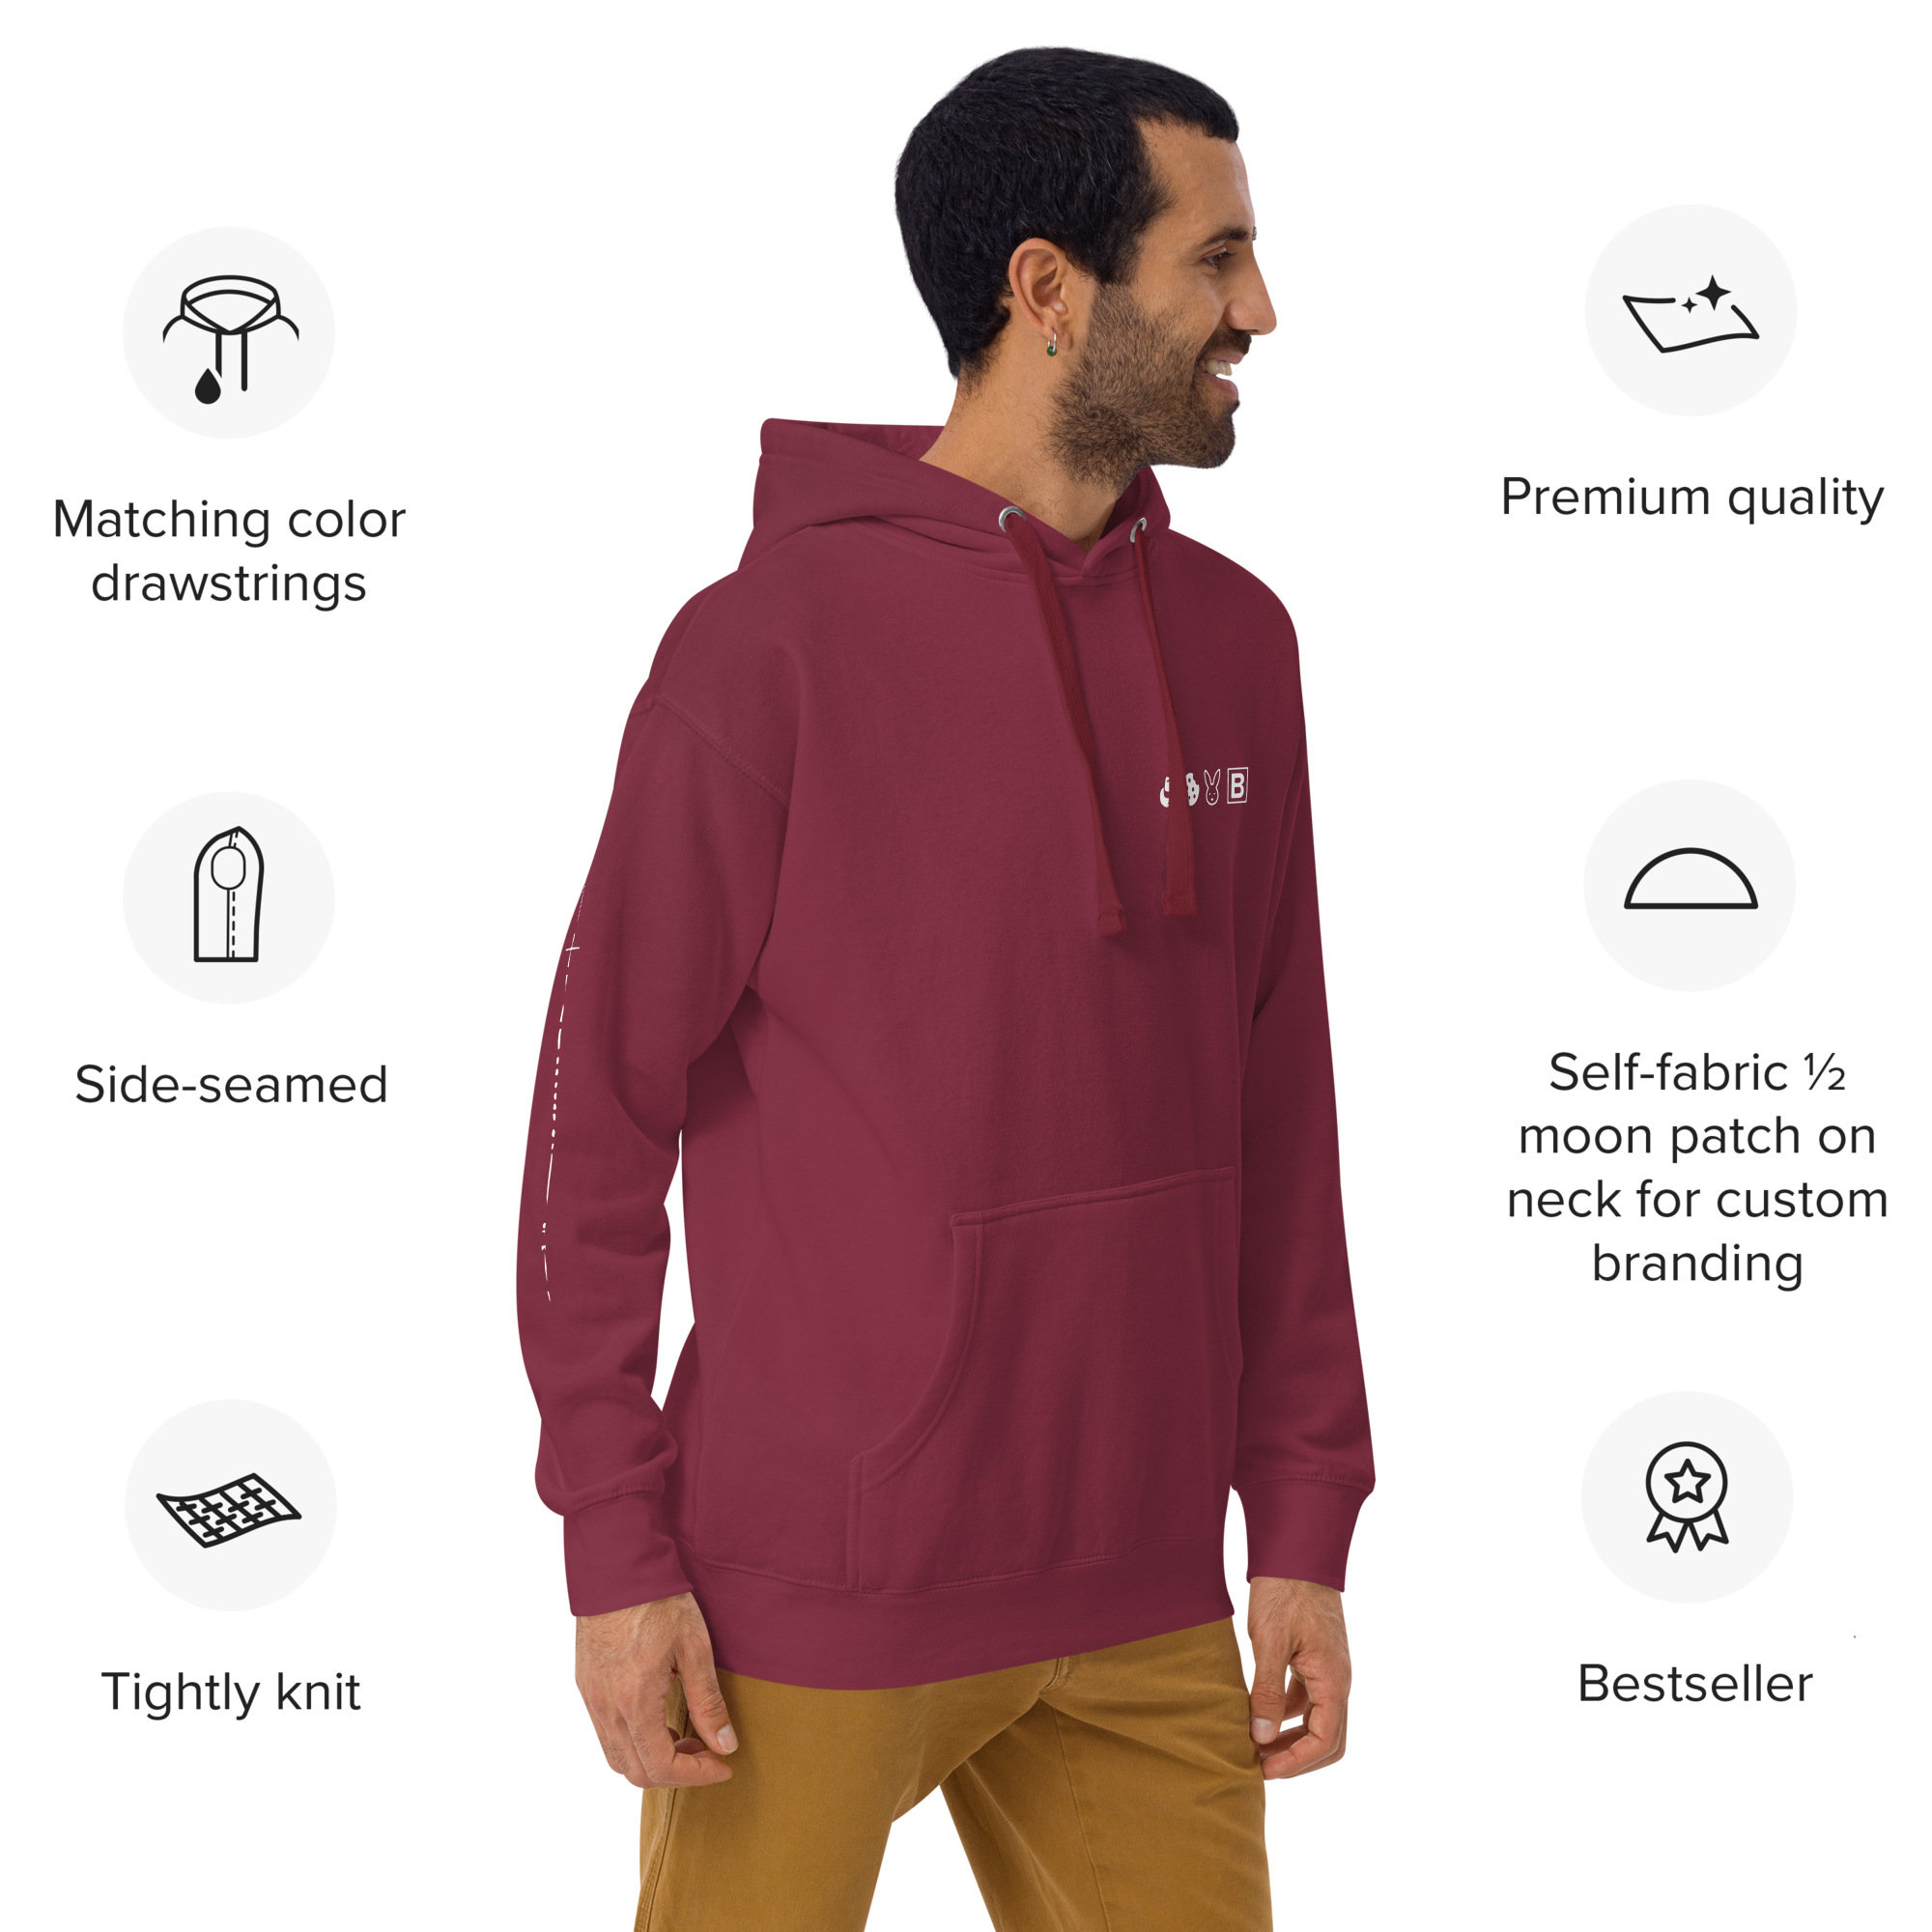 Matching color
drawstrings
Premium quality
B
Side-seamed
Self-fabric ½
moon patch on
neck for custom
branding
Tightly knit
Bestseller